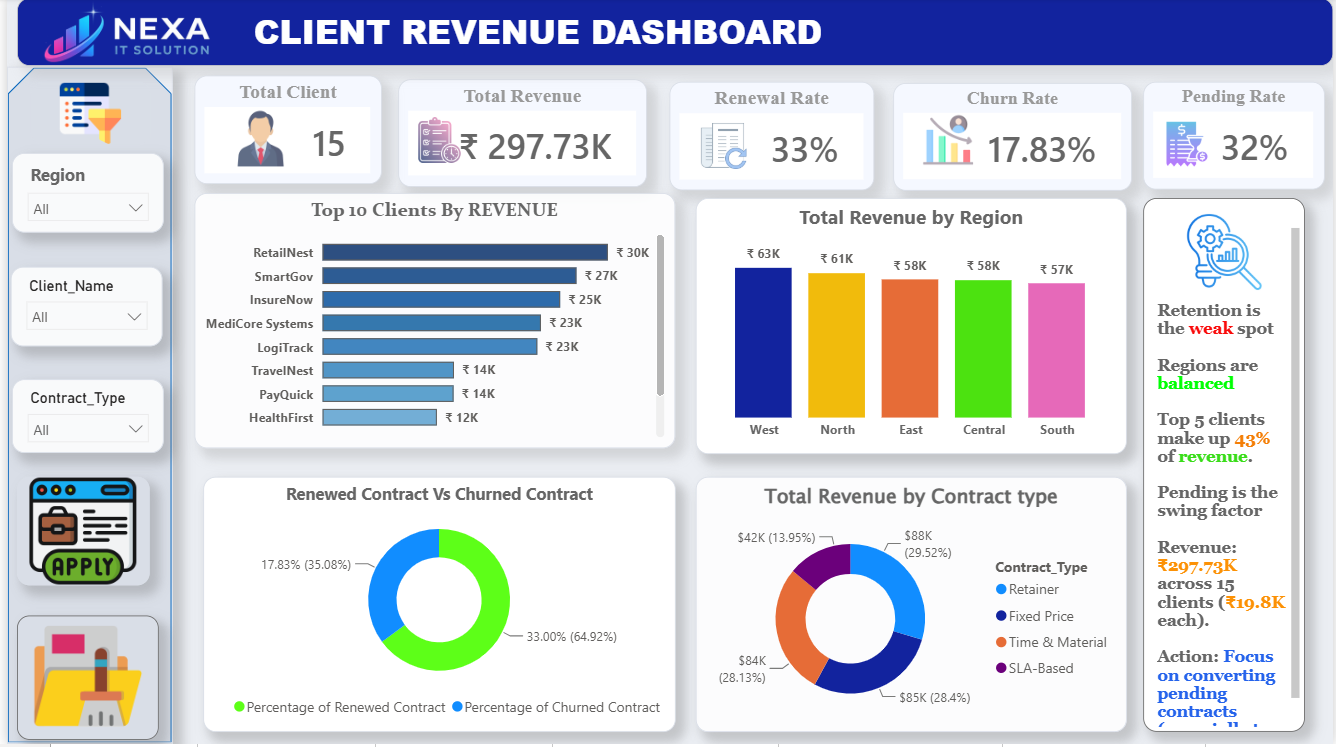 NEXA
IT SOLUTION
CLIENT REVENUE DASHBOARD
Region
All
Client_Name
All
Contract_Type
All
APPLY
Total Client
15
Total Revenue
₹ 297.73K
Renewal Rate
33%
Churn Rate
17.83%
Pending Rate
32%
Top 10 Clients By REVENUE
RetailNest ₹ 30K
SmartGov ₹ 27K
InsureNow ₹ 25K
MediCore Systems ₹ 23K
LogiTrack ₹ 23K
TravelNest ₹ 14K
PayQuick ₹ 14K
HealthFirst ₹ 12K
Total Revenue by Region
₹ 63K ₹ 61K ₹ 58K ₹ 58K ₹ 57K
West North East Central South
Renewed Contract Vs Churned Contract
17.83% (35.08%)
33.00% (64.92%)
Percentage of Renewed Contract Percentage of Churned Contract
Total Revenue by Contract type
$42K (13.95%)
$88K
(29.52%)
$84K
(28.13%)
$85K (28.4%)
Contract_Type
Retainer
Fixed Price
Time & Material
SLA-Based
Retention is
the weak spot
Regions are
balanced
Top 5 clients
make up 43%
of revenue.
Pending is the
swing factor
Revenue:
₹297.73K
across 15
clients (₹19.8K
each).
Action: Focus
on converting
pending
contracts